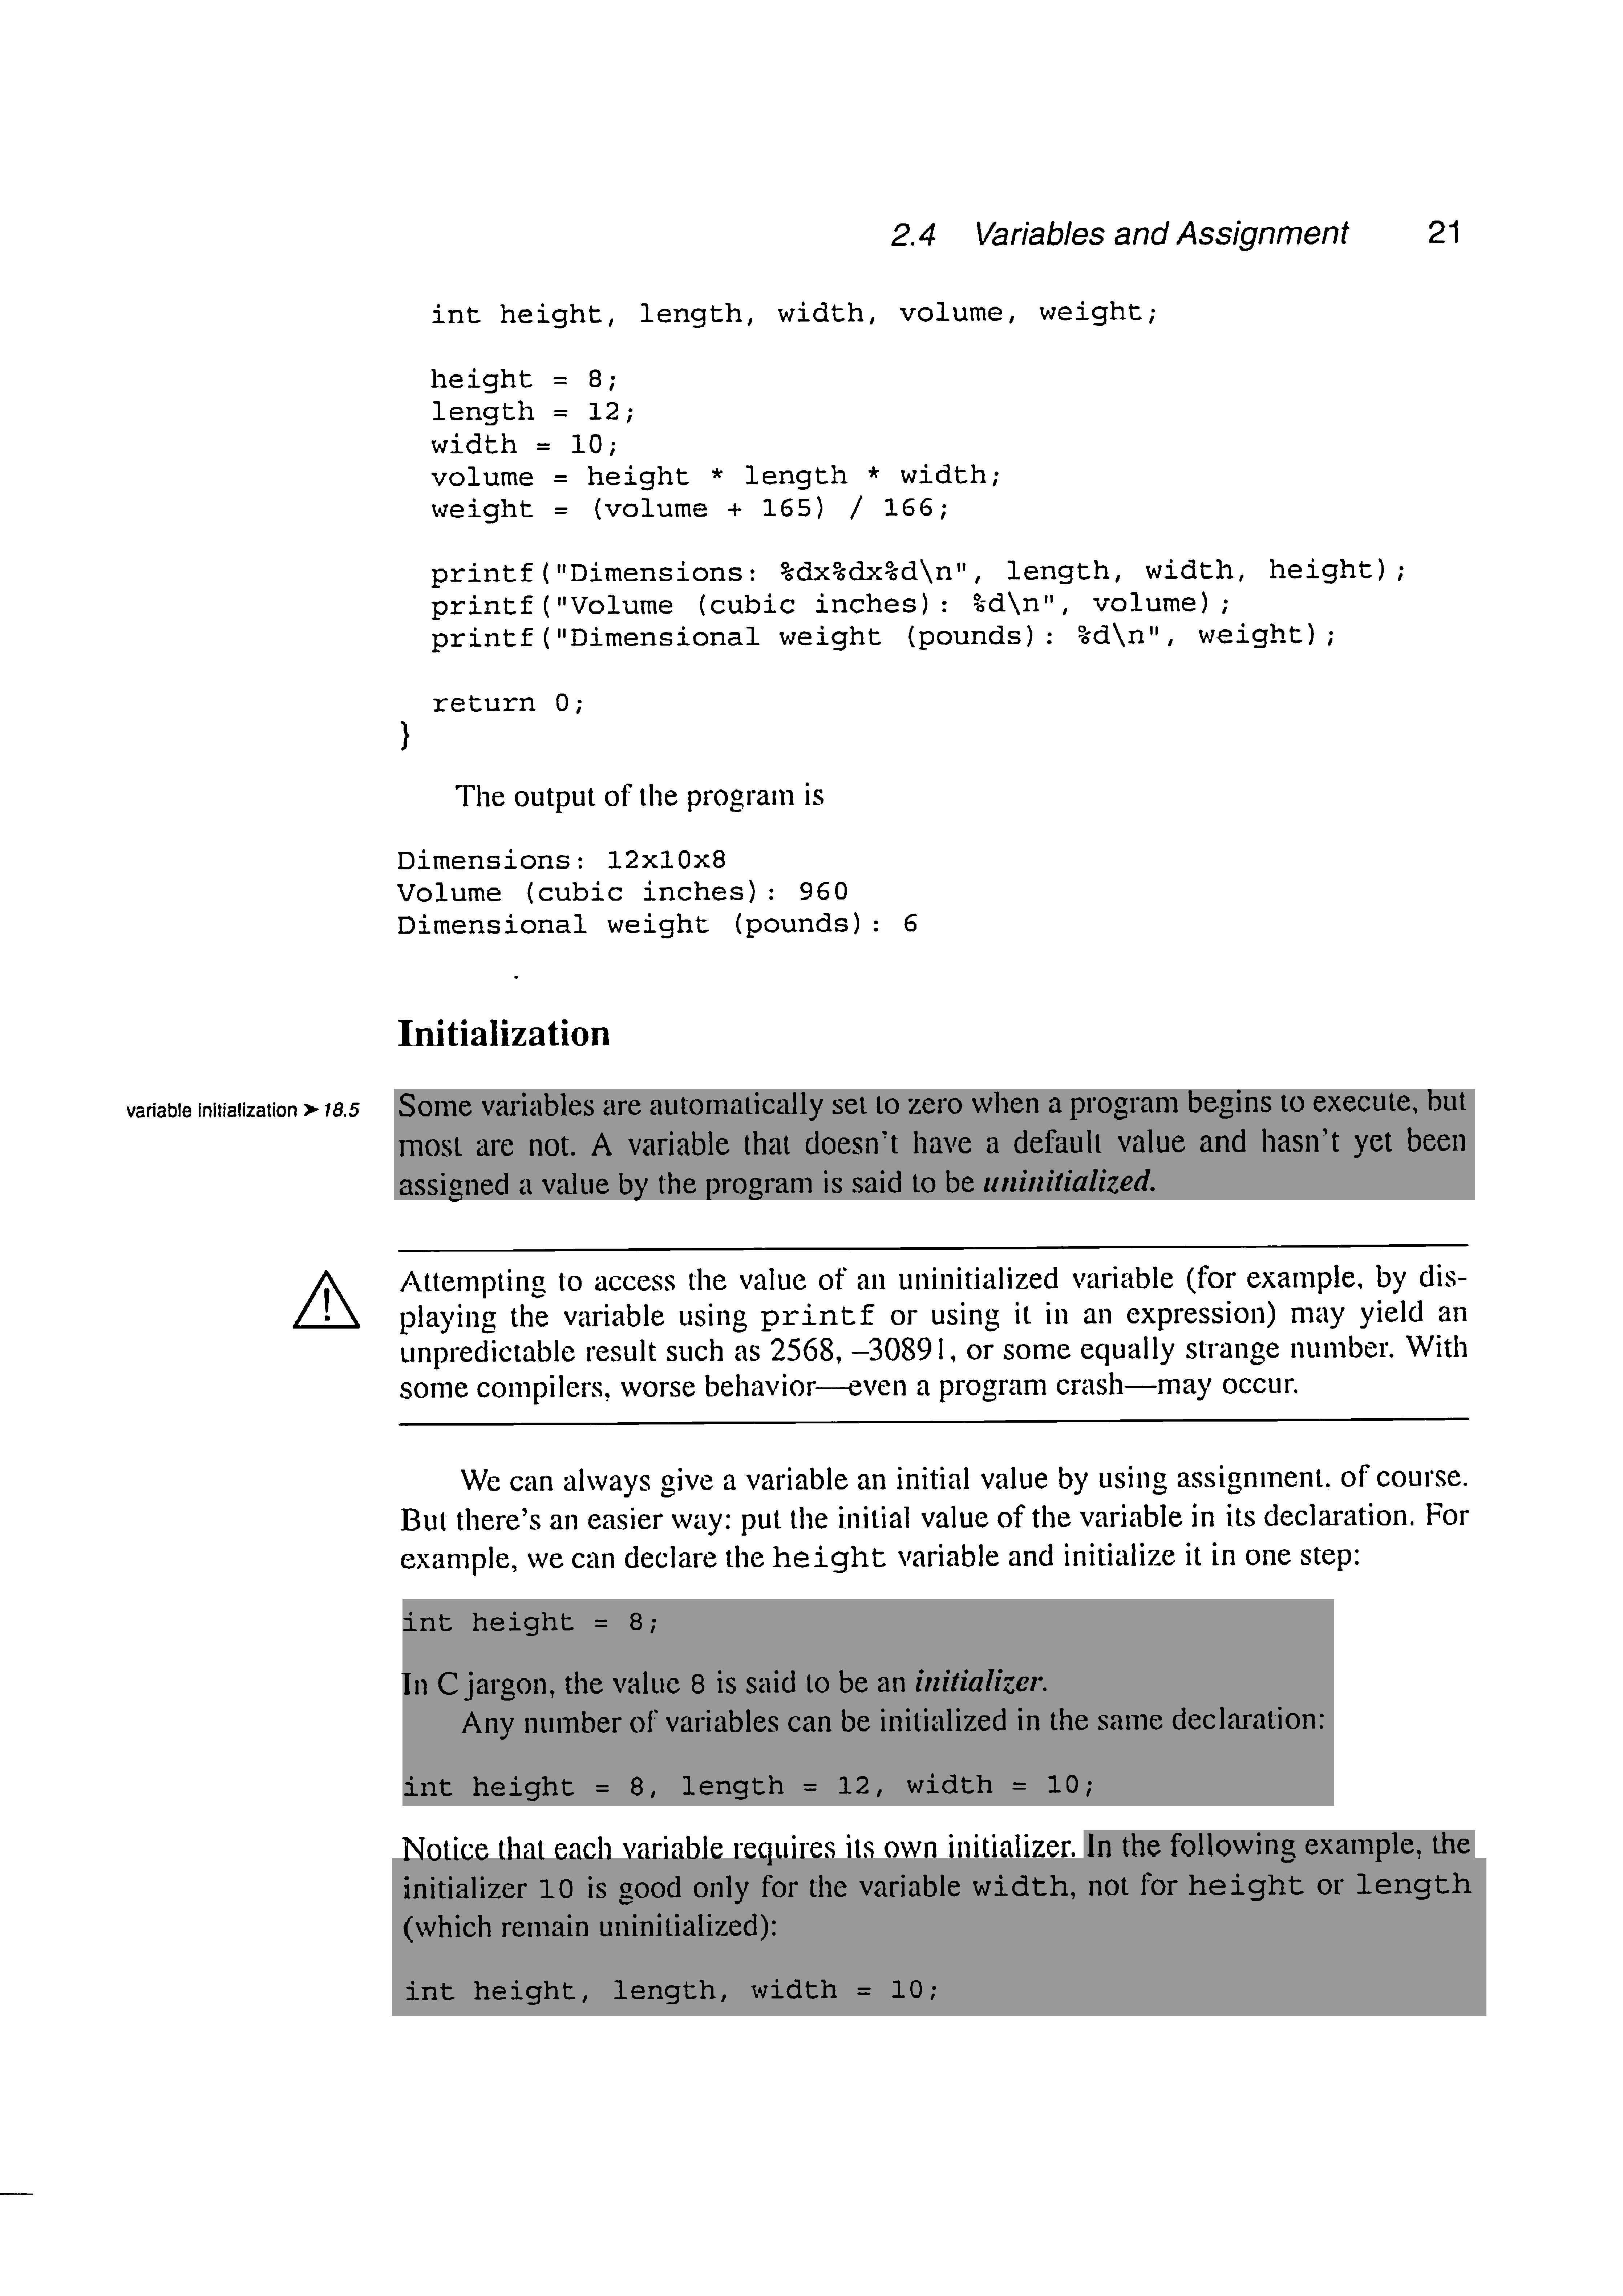 2.4 Variables and Assignment 21
int height, length, width, volume, weight;
height = 8;
length = 12;
width = 10;
volume = height * length * width;
weight = (volume + 165) / 166;
printf("Dimensions: %dx%dx%d\n", length, width, height);
printf("Volume (cubic inches): %d\n", volume);
printf("Dimensional weight (pounds): %d\n", weight);
return 0;
}
The output of the program is
Dimensions: 12x10x8
Volume (cubic inches): 960
Dimensional weight (pounds): 6
Initialization
variable initialization ➤ 18.5
Some variables are automatically set to zero when a program begins to execute, but
most are not. A variable that doesn't have a default value and hasn't yet been
assigned a value by the program is said to be uninitialized.
Attempting to access the value of an uninitialized variable (for example, by dis-
playing the variable using printf or using it in an expression) may yield an
unpredictable result such as 2568, –30891, or some equally strange number. With
some compilers, worse behavior—even a program crash—may occur.
We can always give a variable an initial value by using assignment. of course.
But there's an easier way: put the initial value of the variable in its declaration. For
example, we can declare the height variable and initialize it in one step:
int height = 8;
In C jargon, the value 8 is said to be an initializer.
Any number of variables can be initialized in the same declaration:
int height = 8, length = 12, width = 10;
Notice that each variable requires its own initializer. In the following example, the
initializer 10 is good only for the variable width, not for height or length
(which remain uninitialized):
int height, length, width = 10;